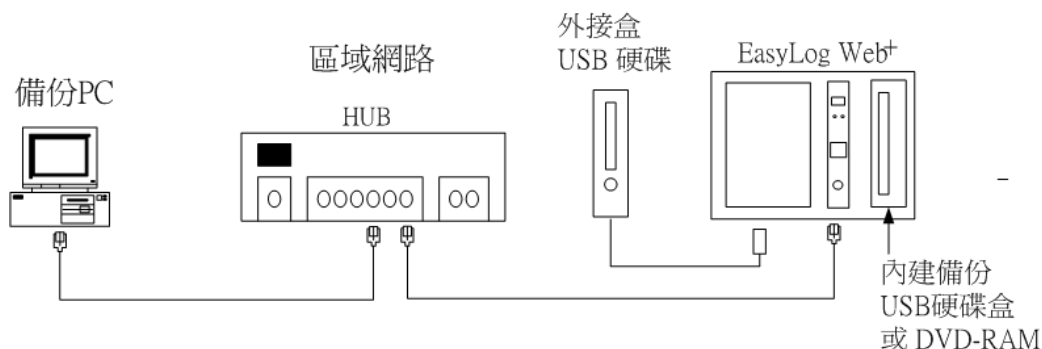 備份PC
區域網路
HUB
外接盒
USB 硬碟
EasyLog Web+
內建備份
USB硬碟盒
或 DVD-RAM